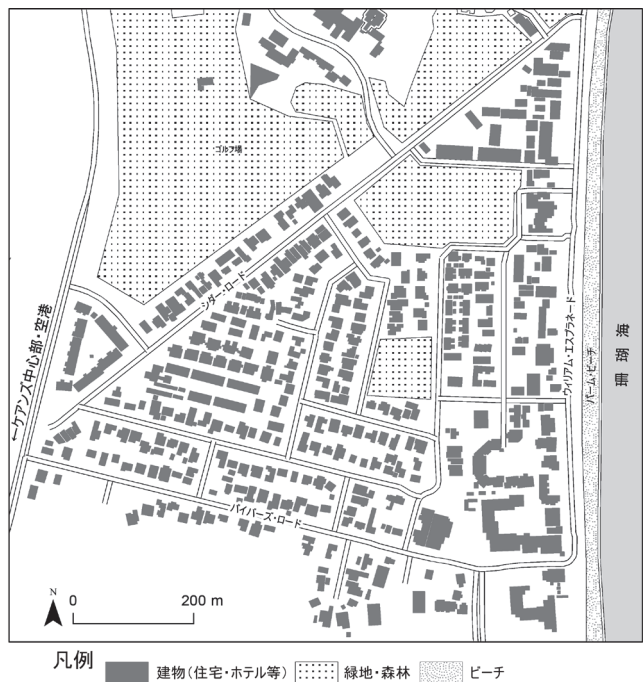 ゴルフ場
シダー・ロード
←ケアンズ中心部・空港
ウィリアム・エスプラネード
パーム・ビーチ
珊瑚海
バイパーズ・ロード
N
0 200 m
凡例
建物（住宅・ホテル等） 緑地・森林 ビーチ